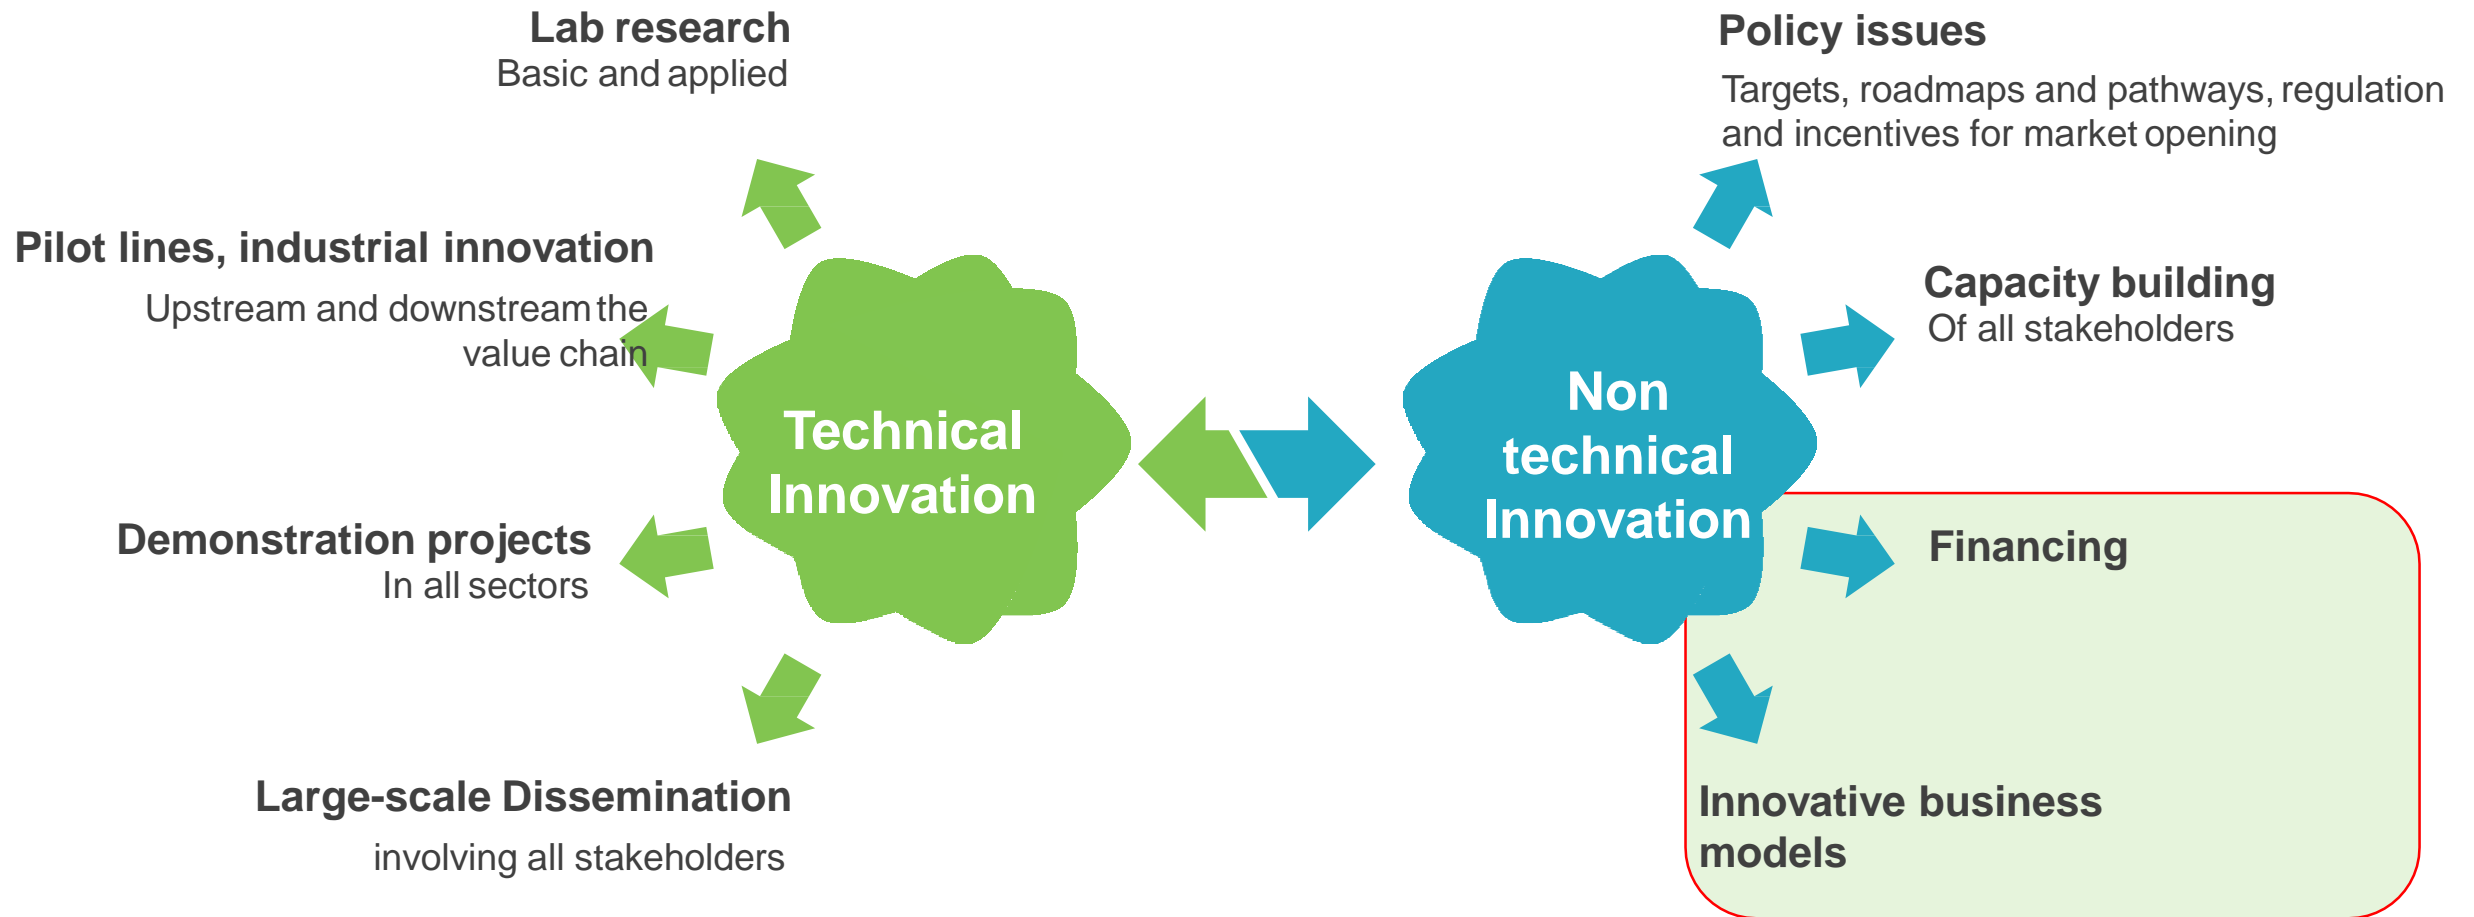 Lab research
Basic and applied
Pilot lines, industrial innovation
Upstream and downstream the
value chain
Demonstration projects
In all sectors
Large-scale Dissemination
involving all stakeholders
Technical
Innovation
Non
technical
Innovation
Policy issues
Targets, roadmaps and pathways, regulation
and incentives for market opening
Capacity building
Of all stakeholders
Financing
Innovative business
models